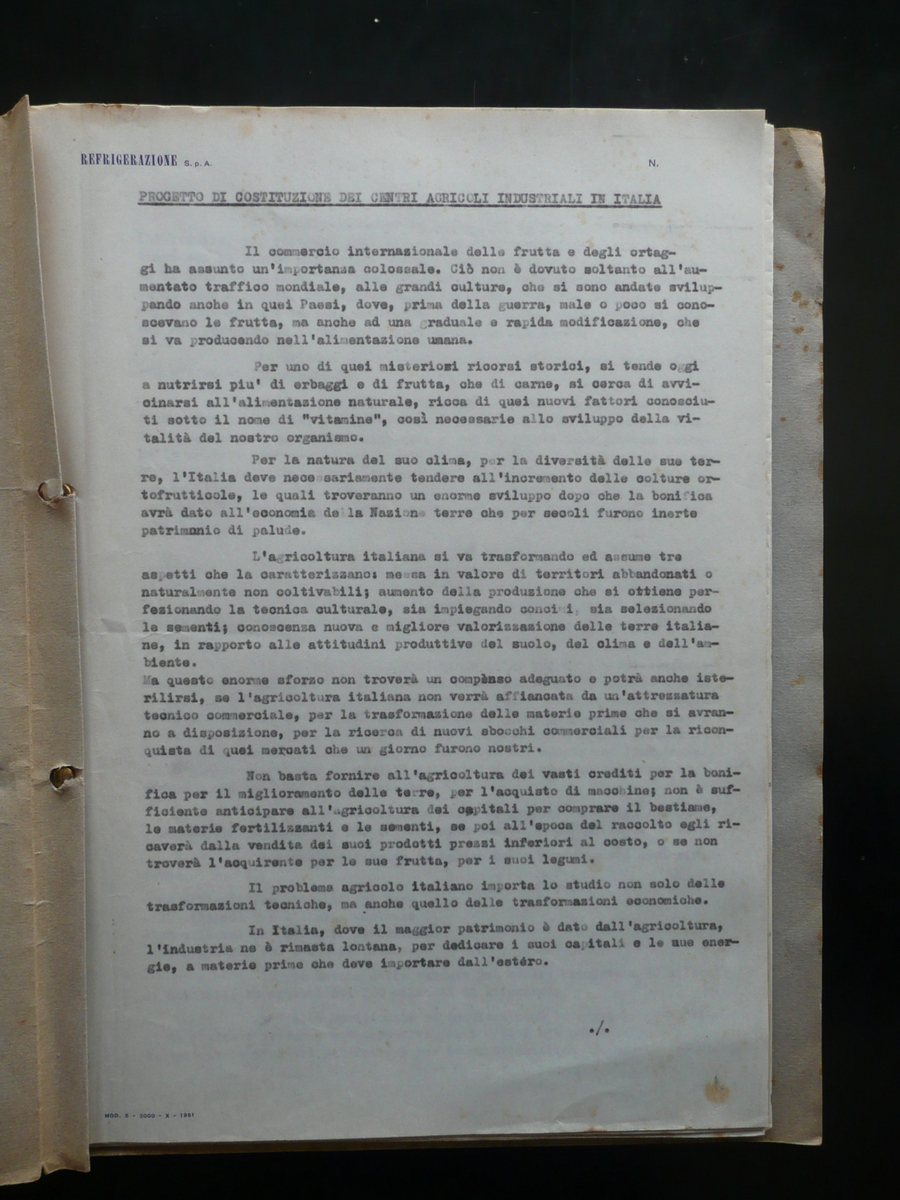 REFRIGERAZIONE S. p. A.
N.
PROGETTO DI COSTITUZIONE DEI CENTRI AGRICOLI INDUSTRIALI IN ITALIA
Il commercio internazionale delle frutta e degli ortag-
gi ha assunto un'importanza colossale. Ciò non è dovuto soltanto all'au-
mentato traffico mondiale, alle grandi culture, che si sono andate svilup-
pando anche in quei Paesi, dove, prima della guerra, male o poco si cono-
scevano le frutta, ma anche ad una graduale e rapida modificazione, che
si va producendo nell'alimentazione umana.
Per uno di quei misteriosi ricorsi storici, si tende oggi
a nutrirsi piu' di erbaggi e di frutta, che di carne, si cerca di avvi-
cinarsi all'alimentazione naturale, ricca di quei nuovi fattori conosciu-
ti sotto il nome di "vitamine", così necessarie allo sviluppo della vi-
talità del nostro organismo.
Per la natura del suo clima, per la diversità delle sue ter-
re, l'Italia deve necessariamente tendere all'incremento delle colture or-
tofrutticole, le quali troveranno un enorme sviluppo dopo che la bonifica
avrà dato all'economia della Nazione terre che per secoli furono inerte
patrimonio di palude.
L'agricoltura italiana si va trasformando ed assume tre
aspetti che la caratterizzano: messa in valore di territori abbandonati o
naturalmente non coltivabili; aumento della produzione che si ottiene per-
fezionando la tecnica culturale, sia impiegando concimi, sia selezionando
le sementi; conoscenza nuova e migliore valorizzazione delle terre italia-
ne, in rapporto alle attitudini produttive del suolo, del clima e dell'am-
biente.
Ma questo enorme sforzo non troverà un compènso adeguato e potrà anche iste-
rilirsi, se l'agricoltura italiana non verrà affiancata da un'attrezzatura
tecnico commerciale, per la trasformazione delle materie prime che si avran-
no a disposizione, per la ricerca di nuovi sbocchi commerciali per la ricon-
quista di quei mercati che un giorno furono nostri.
Non basta fornire all'agricoltura dei vasti crediti per la boni-
fica per il miglioramento delle terre, per l'acquisto di macchine; non è suf-
ficiente anticipare all'agricoltura dei capitali per comprare il bestiame,
le materie fertilizzanti e le sementi, se poi all'epoca del raccolto egli ri-
caverà dalla vendita dei suoi prodotti prezzi inferiori al costo, o se non
troverà l'acquirente per le sue frutta, per i suoi legumi.
Il problema agricolo italiano importa lo studio non solo delle
trasformazioni tecniche, ma anche quello delle trasformazioni economiche.
In Italia, dove il maggior patrimonio è dato dall'agricoltura,
l'industria ne è rimasta lontana, per dedicare i suoi capitali e le sue ener-
gie, a materie prime che deve importare dall'estéro.
./.
MOD. 5 - 2000 - X - 1961